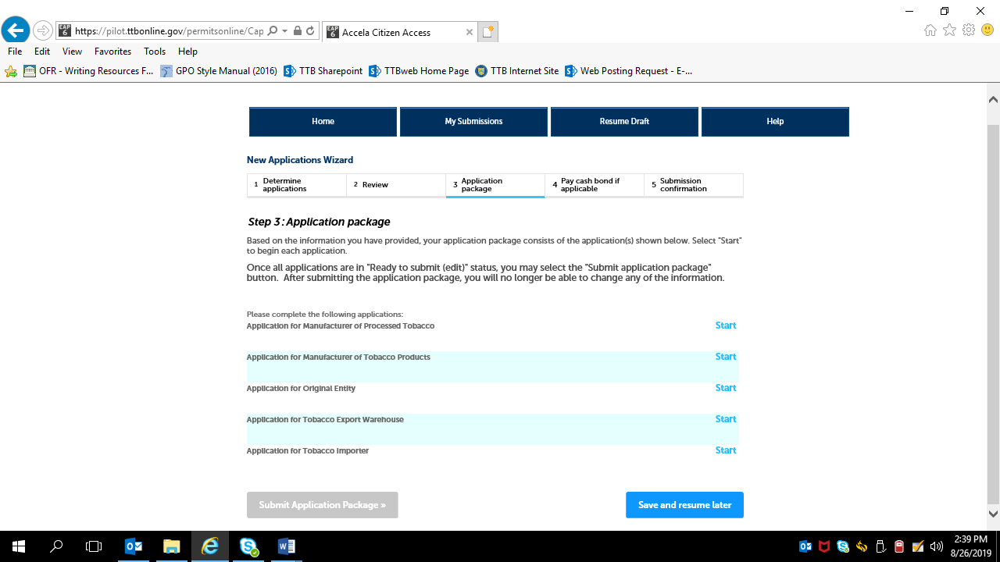 https://pilot.ttbonline.gov/permitsonline/Cap
Accela Citizen Access
File Edit View Favorites Tools Help
OFR - Writing Resources F... GPO Style Manual (2016) TTB Sharepoint TTBweb Home Page TTB Internet Site Web Posting Request - E-...
Home My Submissions Resume Draft Help
New Applications Wizard
1 Determine applications 2 Review 3 Application package 4 Pay cash bond if applicable 5 Submission confirmation
Step 3: Application package
Based on the information you have provided, your application package consists of the application(s) shown below. Select "Start"
to begin each application.
Once all applications are in "Ready to submit (edit)" status, you may select the "Submit application package"
button. After submitting the application package, you will no longer be able to change any of the information.
Please complete the following applications:
Application for Manufacturer of Processed Tobacco Start
Application for Manufacturer of Tobacco Products Start
Application for Original Entity Start
Application for Tobacco Export Warehouse Start
Application for Tobacco Importer Start
Submit Application Package » Save and resume later
2:39 PM
8/26/2019